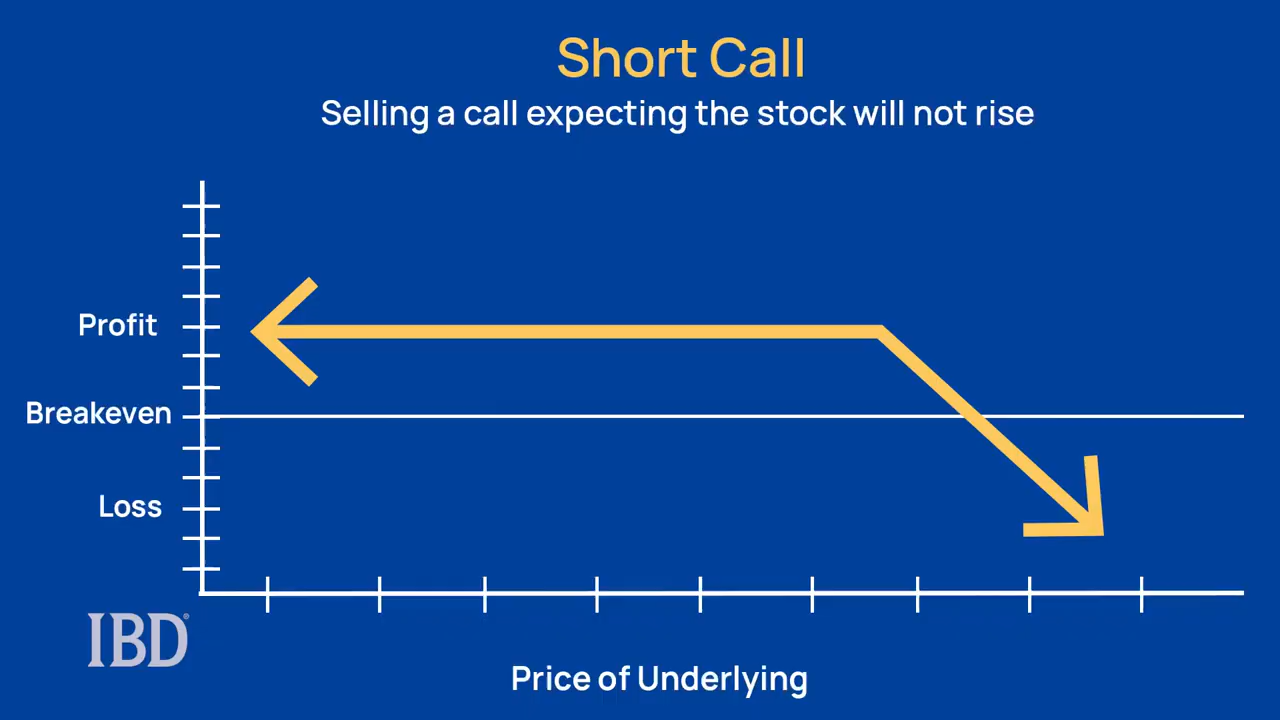 Short Call
Selling a call expecting the stock will not rise
Profit
Breakeven
Loss
IBD®
Price of Underlying